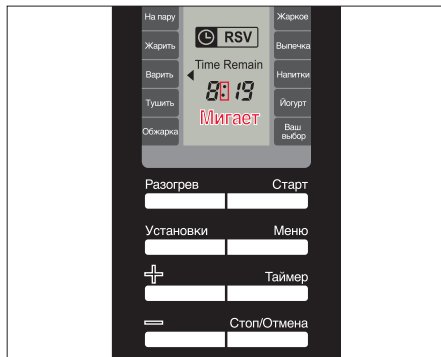 На пару
Жаркое
RSV
Жарить
Выпечка
Time Remain
Варить
Напитки
8:19
Тушить
Йогурт
Мигает
Обжарка
Ваш
выбор
Разогрев
Старт
Установки
Меню
Таймер
Стоп/Отмена